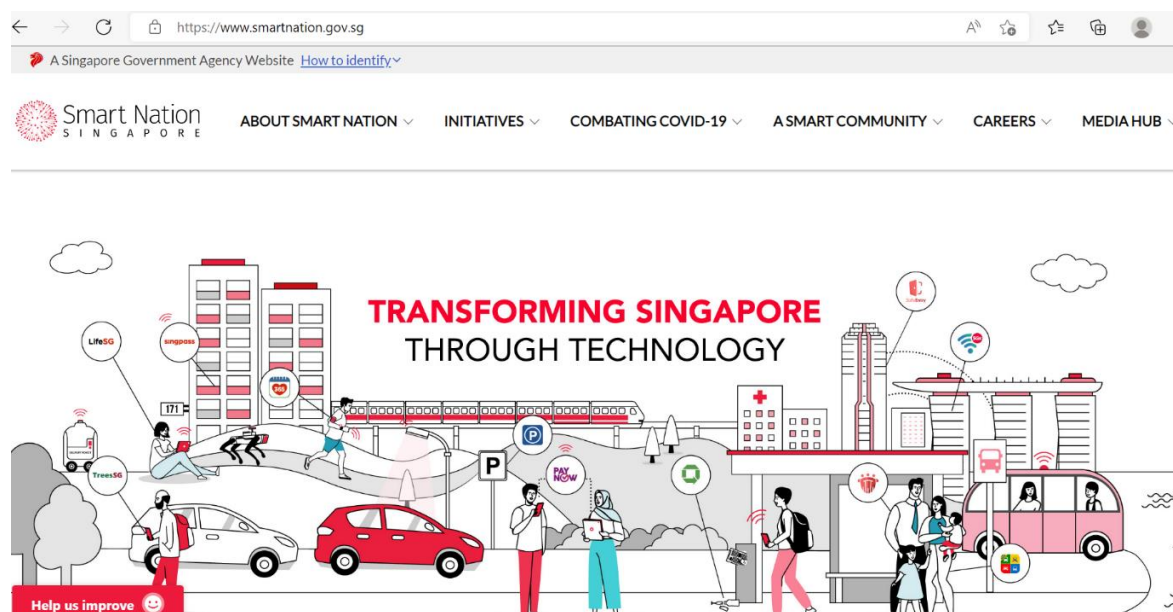 https://www.smartnation.gov.sg
A Singapore Government Agency Website How to identify
Smart Nation
SINGAPORE
ABOUT SMART NATION INITIATIVES COMBATING COVID-19 A SMART COMMUNITY CAREERS MEDIA HUB
TRANSFORMING SINGAPORE
THROUGH TECHNOLOGY
LifeSG
singpass
365
171
P
P
PAY
NOW
TreesSG
Help us improve